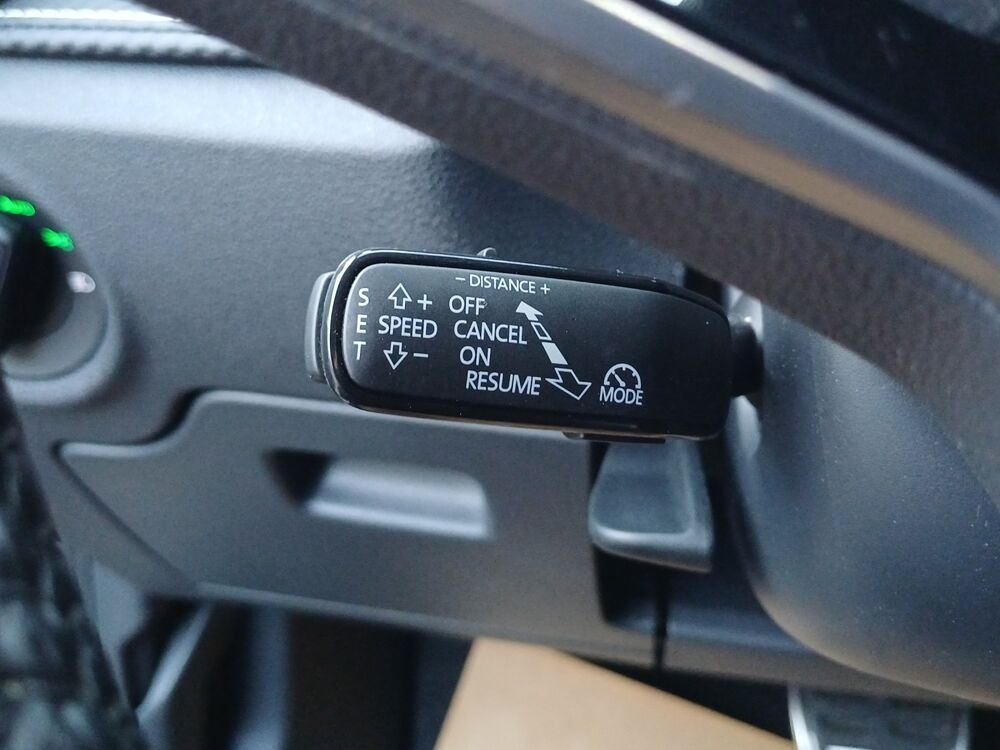 - DISTANCE +
S
E
T
+
SPEED
-
OFF
CANCEL
ON
RESUME
MODE